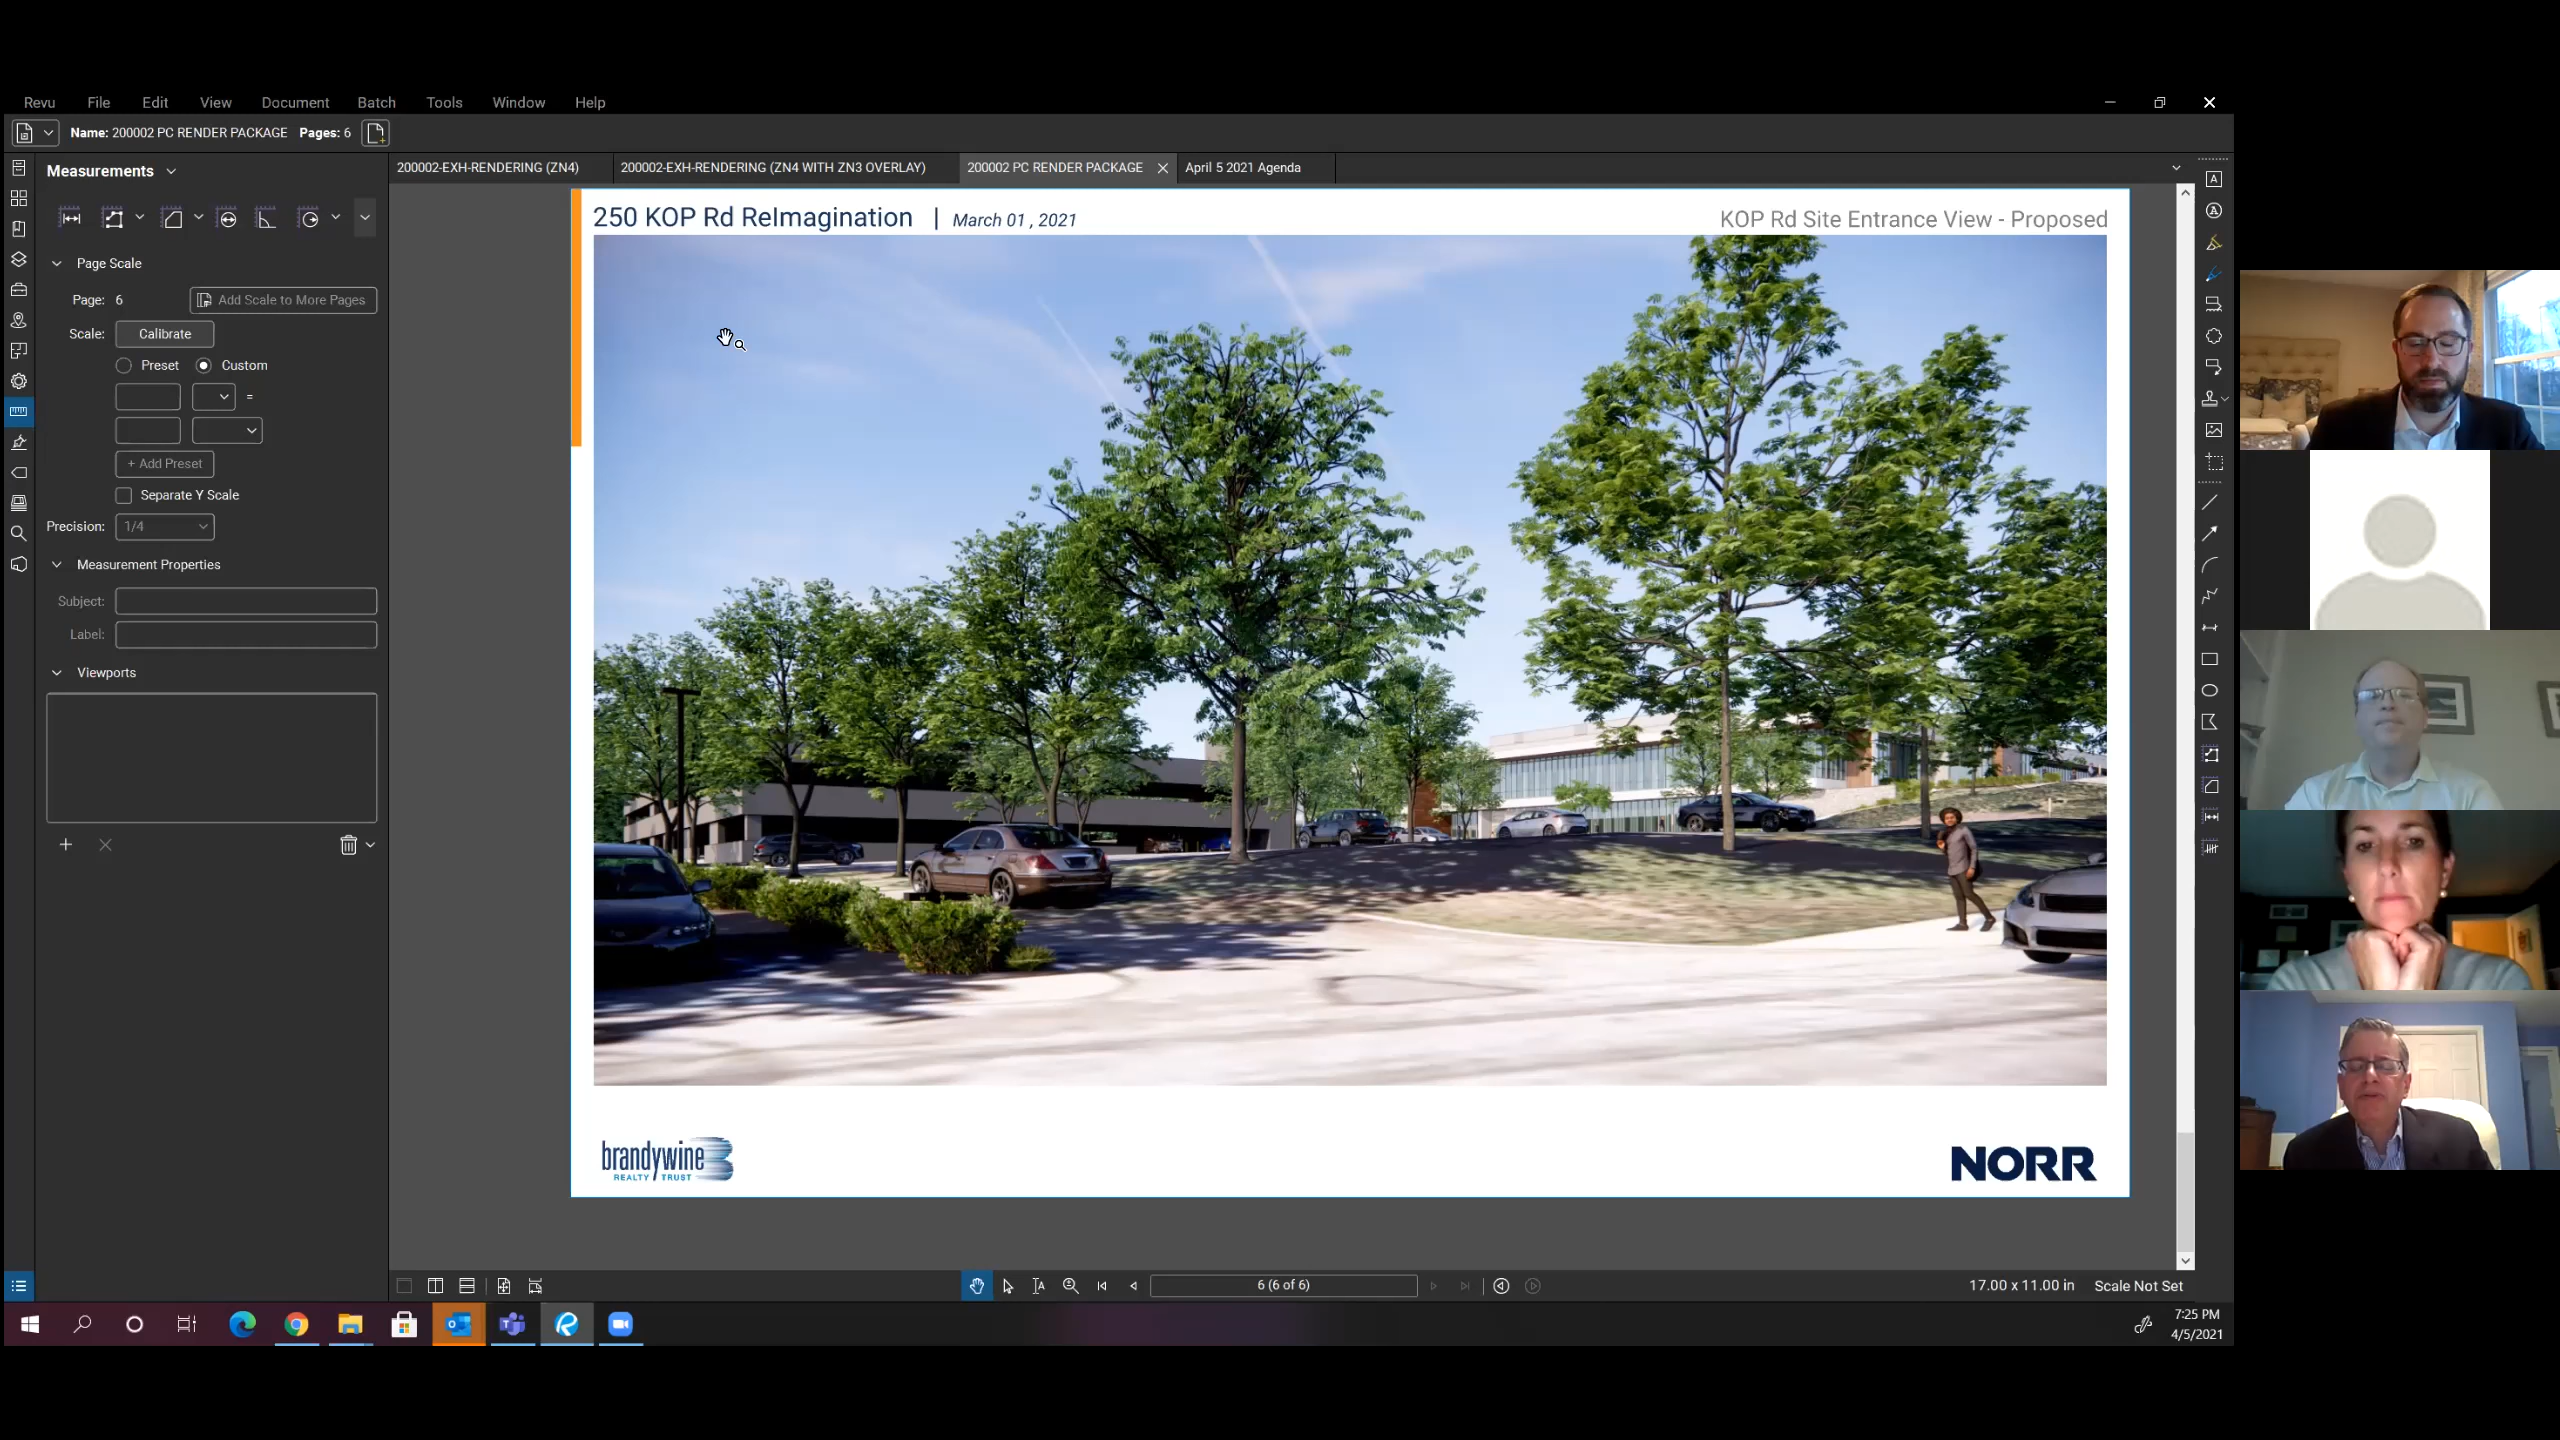 Revu File Edit View Document Batch Tools Window Help
Name: 200002 PC RENDER PACKAGE Pages: 6
Measurements
200002-EXH-RENDERING (ZN4) 200002-EXH-RENDERING (ZN4 WITH ZN3 OVERLAY) 200002 PC RENDER PACKAGE April 5 2021 Agenda
250 KOP Rd ReImagination | March 01, 2021
KOP Rd Site Entrance View - Proposed
Page Scale
Page: 6 Add Scale to More Pages
Scale: Calibrate
Preset Custom
=
+ Add Preset
Separate Y Scale
Precision: 1/4
Measurement Properties
Subject:
Label:
Viewports
brandywine
REALTY TRUST
NORR
6 (6 of 6)
17.00 x 11.00 in Scale Not Set
7:25 PM
4/5/2021